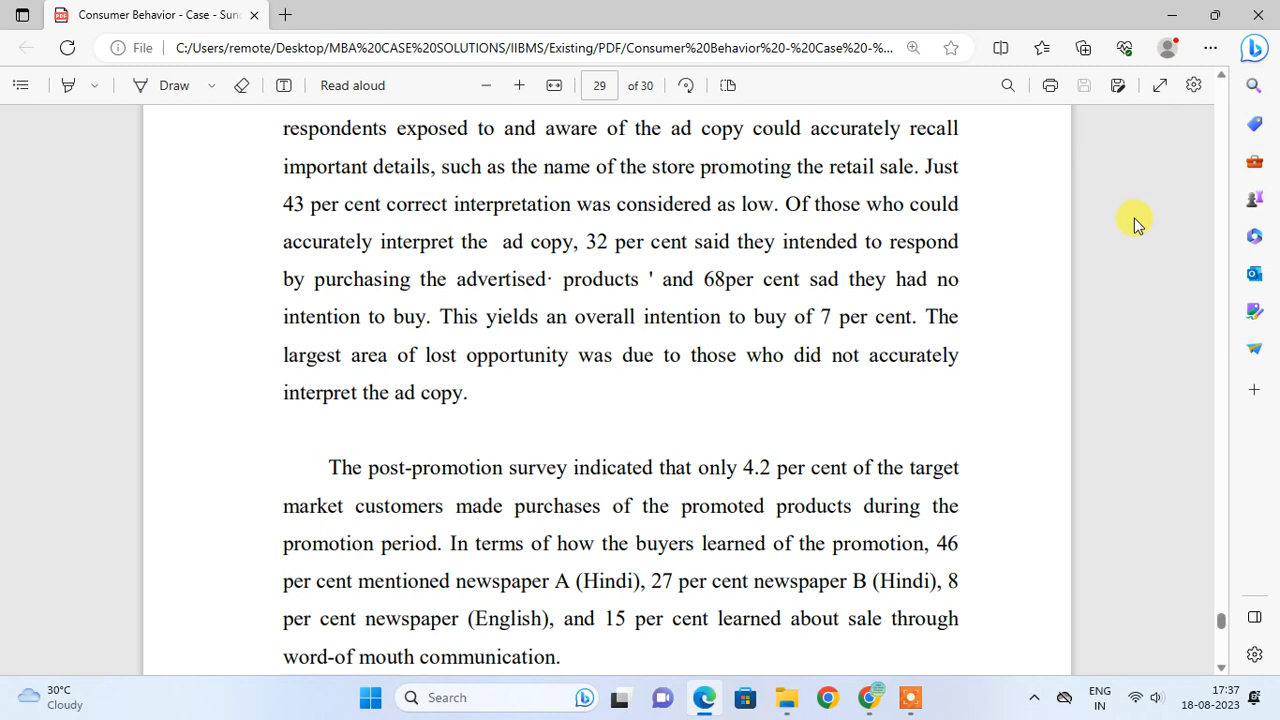 Consumer Behavior - Case - Sun
File
C:/Users/remote/Desktop/MBA%20CASE%20SOLUTIONS/IIBMS/Existing/PDF/Consumer%20Behavior%20-%20Case%20-%...
Draw
Read aloud
29
of 30
respondents exposed to and aware of the ad copy could accurately recall
important details, such as the name of the store promoting the retail sale. Just
43 per cent correct interpretation was considered as low. Of those who could
accurately interpret the ad copy, 32 per cent said they intended to respond
by purchasing the advertised· products ' and 68per cent sad they had no
intention to buy. This yields an overall intention to buy of 7 per cent. The
largest area of lost opportunity was due to those who did not accurately
interpret the ad copy.
The post-promotion survey indicated that only 4.2 per cent of the target
market customers made purchases of the promoted products during the
promotion period. In terms of how the buyers learned of the promotion, 46
per cent mentioned newspaper A (Hindi), 27 per cent newspaper B (Hindi), 8
per cent newspaper (English), and 15 per cent learned about sale through
word-of mouth communication.
30°C
Cloudy
Search
ENG
IN
17:37
18-08-2023